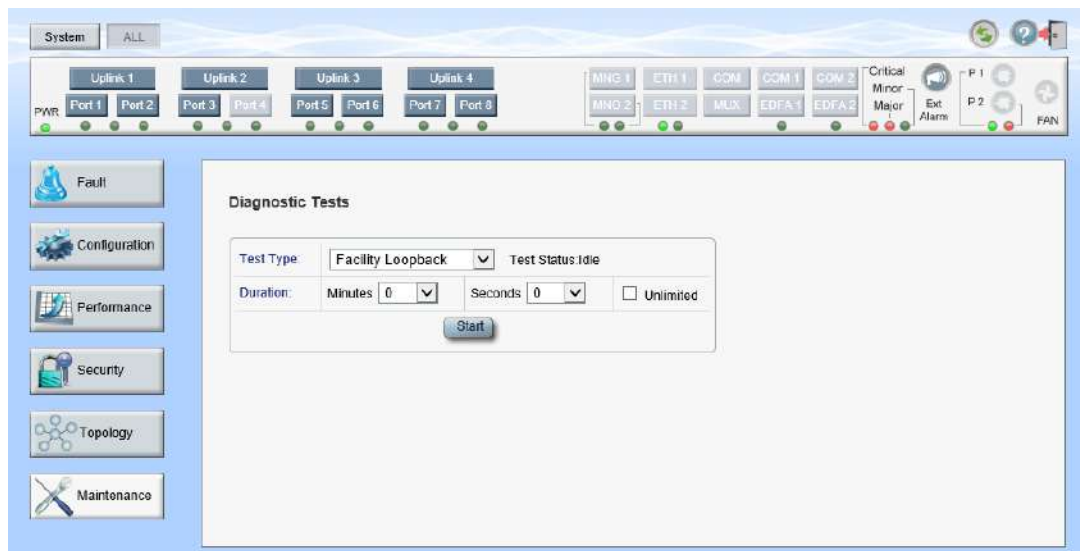 System ALL
Uplink 1 Uplink 2 Uplink 3 Uplink 4 MNG 1 ETH 1 COM COM 1 COM 2 Critical P 1
Minor
PWR Port 1 Port 2 Port 3 Port 4 Port 5 Port 6 Port 7 Port 8 MNG 2 ETH 2 MUX EDFA 1 EDFA 2 Major Ext P 2
Alarm FAN
Fault
Diagnostic Tests
Configuration
Test Type: Facility Loopback Test Status:Idle
Duration: Minutes 0 Seconds 0 Unlimited
Performance
Start
Security
Topology
Maintenance